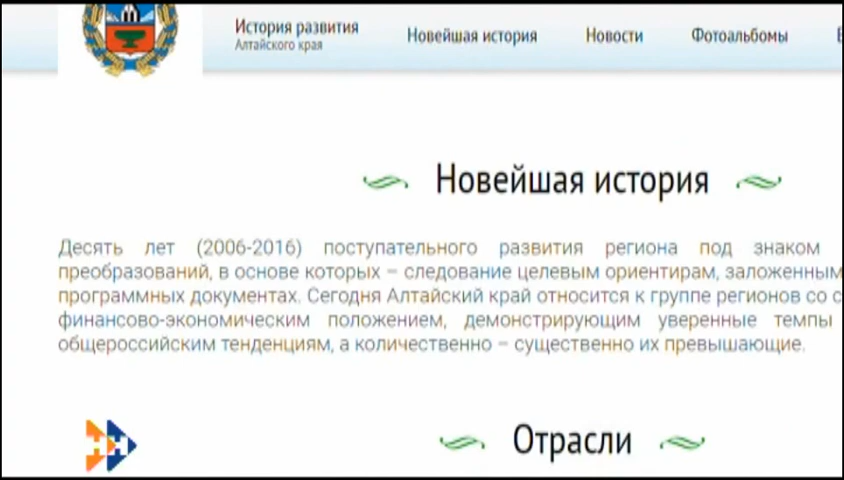 История развития
Алтайского края
Новейшая история
Новости
Фотоальбомы
Новейшая история
Десять лет (2006-2016) поступательного развития региона под знаком
преобразований, в основе которых – следование целевым ориентирам, заложенным
программных документах. Сегодня Алтайский край относится к группе регионов со с
финансово-экономическим положением, демонстрирующим уверенные темпы
общероссийским тенденциям, а количественно – существенно их превышающие.
НН
Отрасли